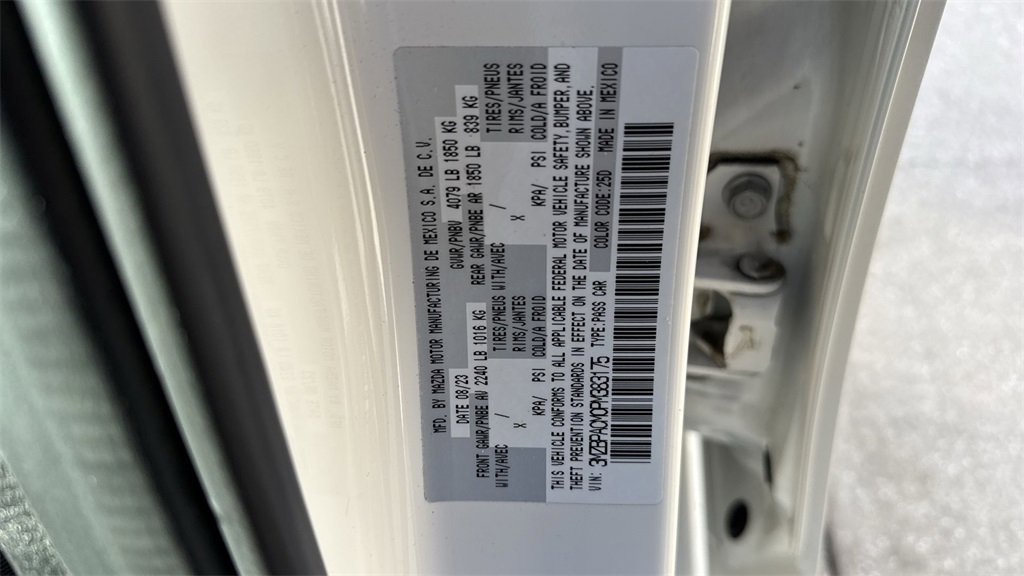 MFD. BY MAZDA MOTOR MANUFACTURING DE MEXICO S.A. DE C.V.
DATE 08/23 GVWR/PNBV 4079 LB 1850 KG
FRONT GAWR/PNBE AV 2240 LB 1016 KG REAR GAWR/PNBE AR 1850 LB 839 KG
WITH/AVEC / TIRES/PNEUS WITH/AVEC / TIRES/PNEUS
X RIMS/JANTES X RIMS/JANTES
KPA/ PSI COLD/A FROID KPA/ PSI COLD/A FROID
THIS VEHICLE CONFORMS TO ALL APPLICABLE FEDERAL MOTOR VEHICLE SAFETY, BUMPER, AND
THEFT PREVENTION STANDARDS IN EFFECT ON THE DATE OF MANUFACTURE SHOWN ABOVE.
VIN: 3MZBPACXOPM383175 TYPE:PASS CAR COLOR CODE:25D MADE IN MEXICO